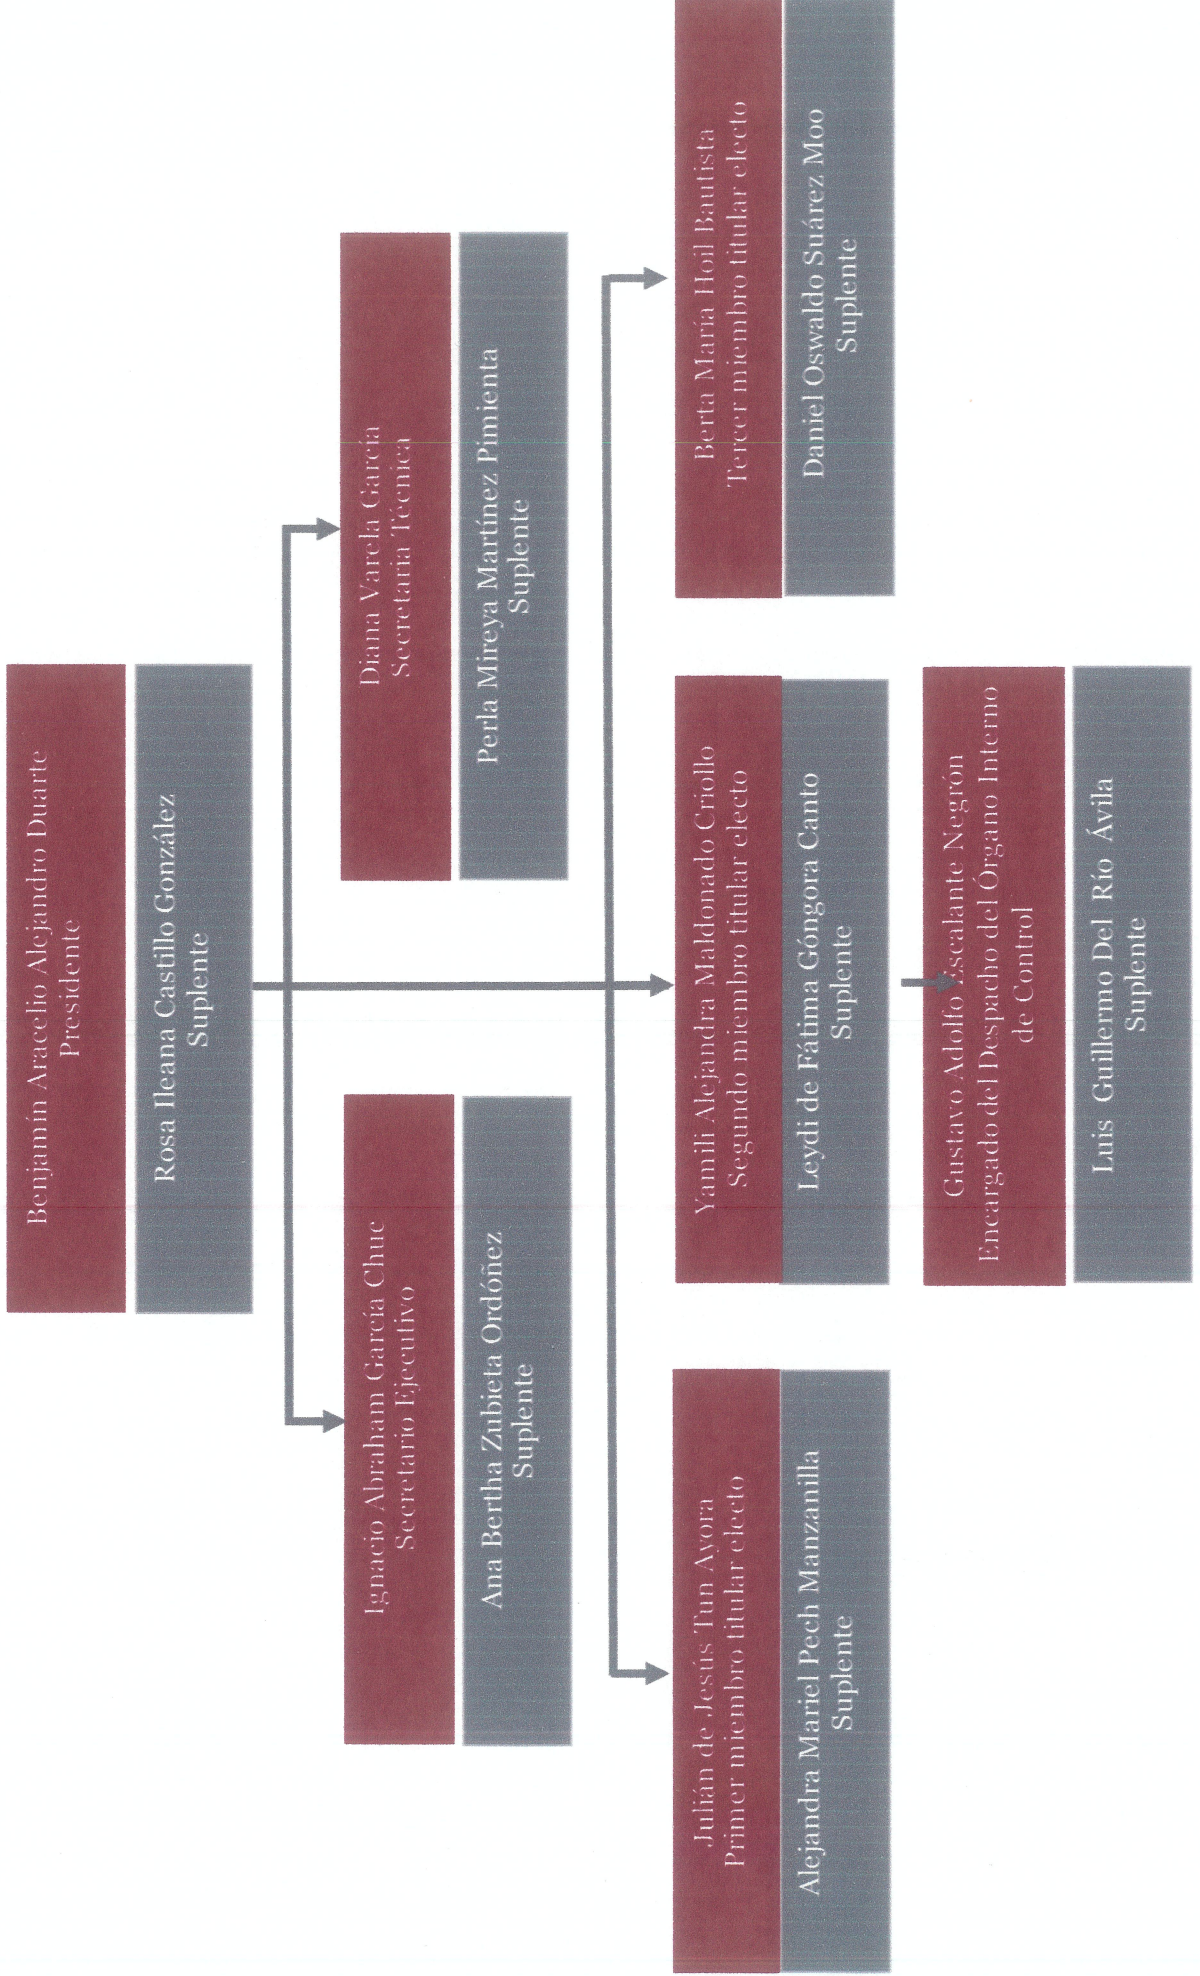 Benjamín Aracelio Alejandro Duarte
Presidente
Rosa Ileana Castillo González
Suplente
Ignacio Abraham García Chuc
Secretario Ejecutivo
Ana Bertha Zubieta Ordóñez
Suplente
Diana Varela García
Secretaria Técnica
Perla Mireya Martínez Pimienta
Suplente
Julián de Jesús Tun Ayora
Primer miembro titular electo
Alejandra Mariel Pech Manzanilla
Suplente
Yamili Alejandra Maldonado Criollo
Segundo miembro titular electo
Leydi de Fátima Góngora Canto
Suplente
Berta María Hoil Bautista
Tercer miembro titular electo
Daniel Oswaldo Suárez Moo
Suplente
Gustavo Adolfo Escalante Negrón
Encargado del Despacho del Órgano Interno
de Control
Luis Guillermo Del Río Ávila
Suplente